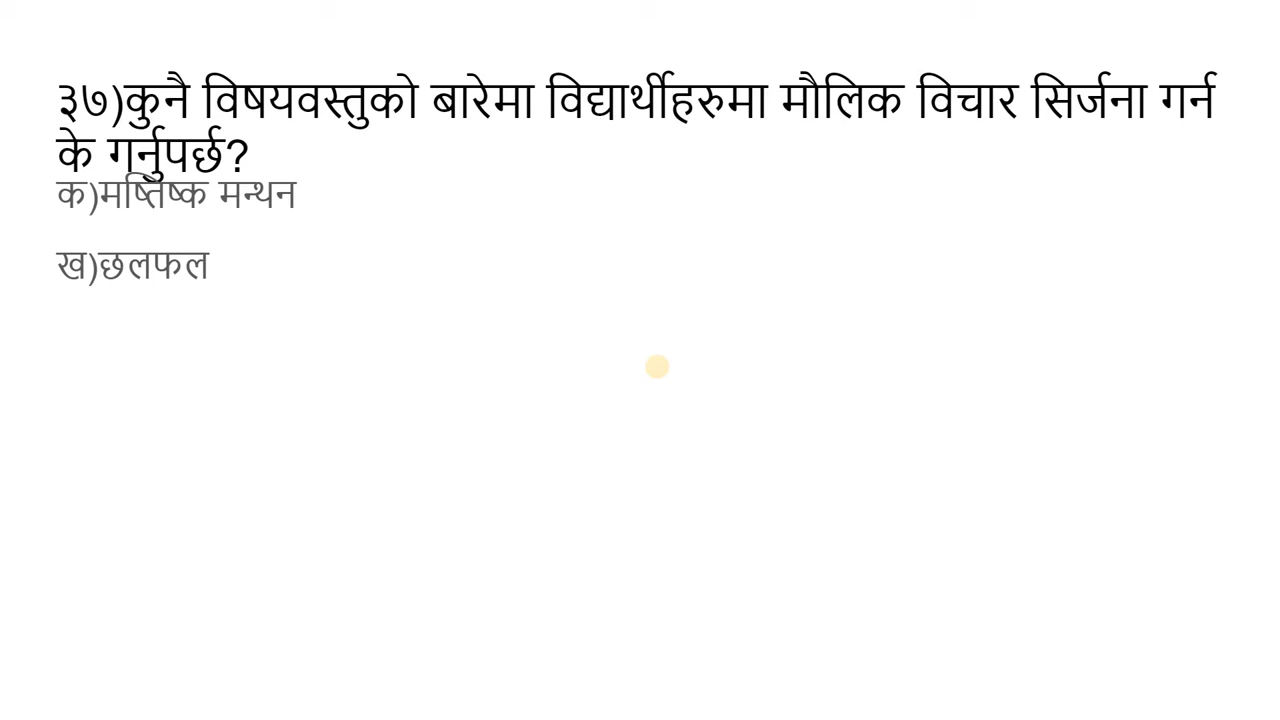 ३७)कुनै विषयवस्तुको बारेमा विद्यार्थीहरुमा मौलिक विचार सिर्जना गर्न
के गर्नुपर्छ?
क)मष्तिष्क मन्थन
ख)छलफल